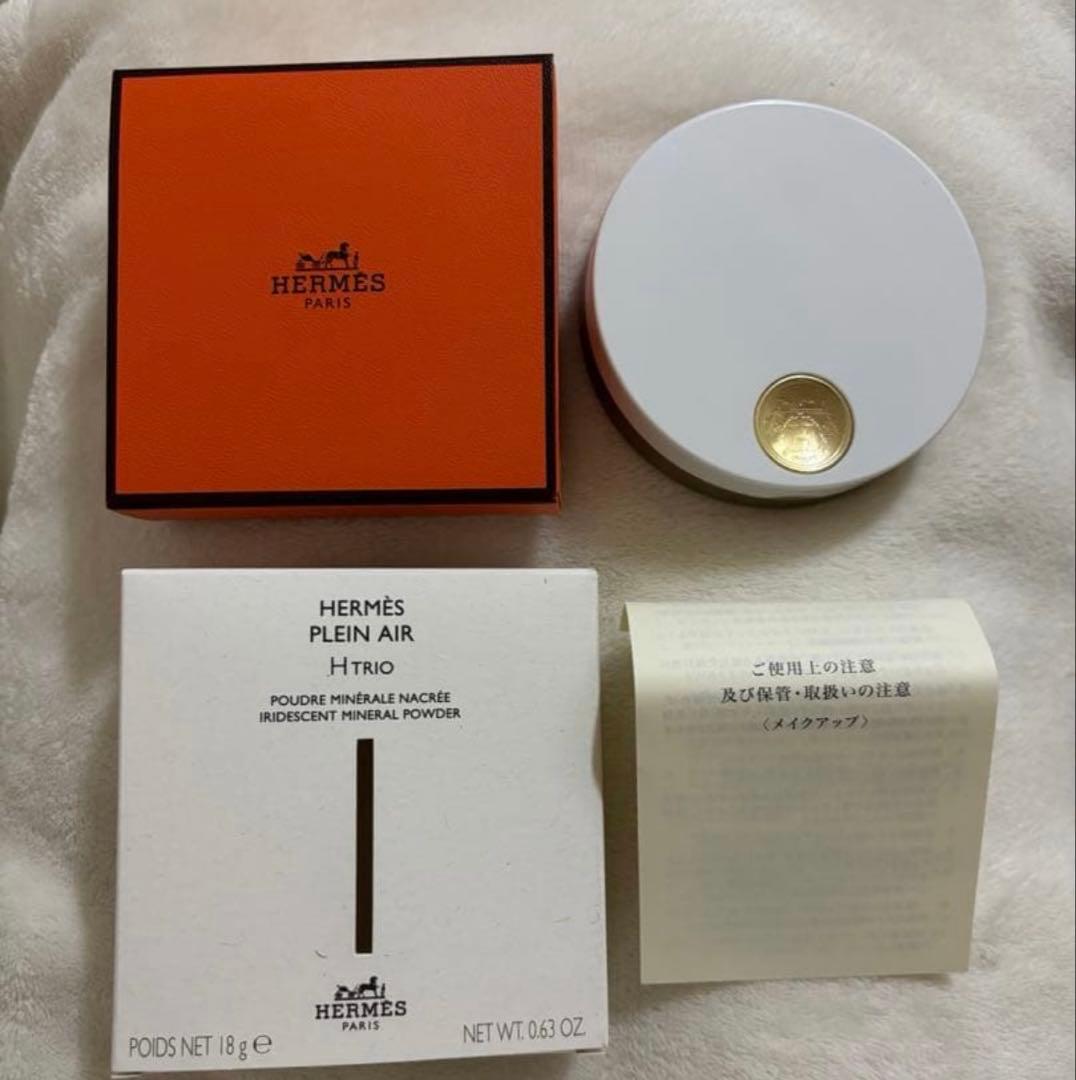 HERMÈS
PARIS
HERMÈS
PLEIN AIR
H TRIO
POUDRE MINÉRALE NACRÉE
IRIDESCENT MINERAL POWDER
HERMÈS
PARIS
POIDS NET 18 g ℮
NET WT. 0.63 OZ.
ご使用上の注意
及び保管・取扱いの注意
〈メイクアップ〉